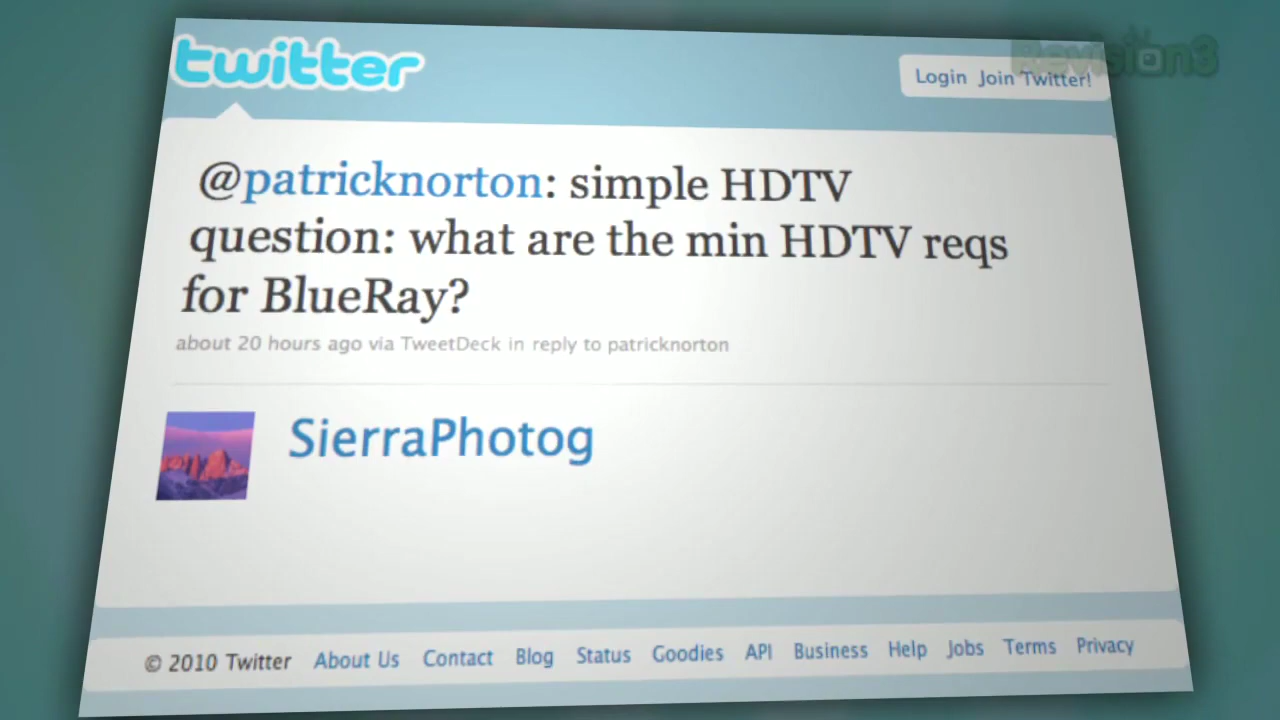 twitter
Revision3
Login Join Twitter!
@patricknorton: simple HDTV
question: what are the min HDTV reqs
for BlueRay?
about 20 hours ago via TweetDeck in reply to patricknorton
SierraPhotog
© 2010 Twitter About Us Contact Blog Status Goodies API Business Help Jobs Terms Privacy